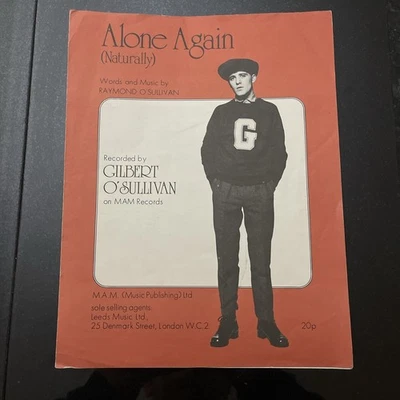 Alone Again
(Naturally)
Words and Music by
RAYMOND O'SULLIVAN
G
Recorded by
GILBERT
O'SULLIVAN
on MAM Records
M.A.M. (Music Publishing) Ltd
sole selling agents:
Leeds Music Ltd.,
25 Denmark Street, London W.C.2.
20p